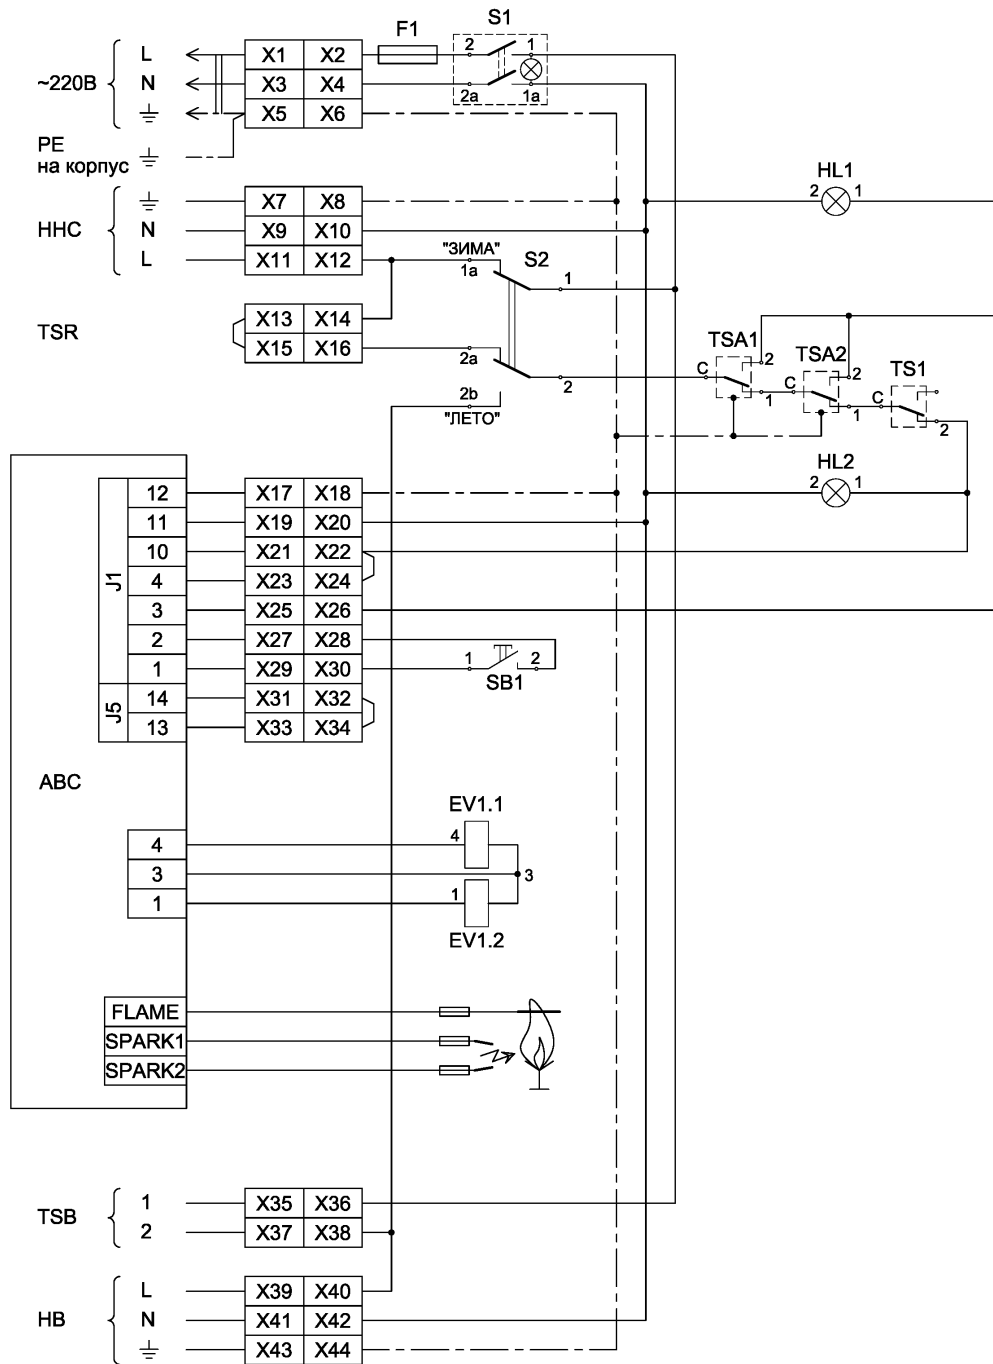 F1
S1
L X1 X2 2 1
~220В N X3 X4 2a 1a
X5 X6
PE
на корпус
HL1
X7 X8 2 1
ННС N X9 X10
L X11 X12 "ЗИМА" 1a S2 1
TSR X13 X14
X15 X16 2a 2
TSA1 C 2 1
TSA2 C 2 1
TS1 C 2
2b
"ЛЕТО"
HL2
12 X17 X18 2 1
11 X19 X20
10 X21 X22
J1 4 X23 X24
3 X25 X26
2 X27 X28
1 X29 X30 1 2
SB1
J5 14 X31 X32
13 X33 X34
ABC
EV1.1
4 4
3 3
1 1
EV1.2
FLAME
SPARK1
SPARK2
TSB 1 X35 X36
2 X37 X38
L X39 X40
НВ N X41 X42
X43 X44